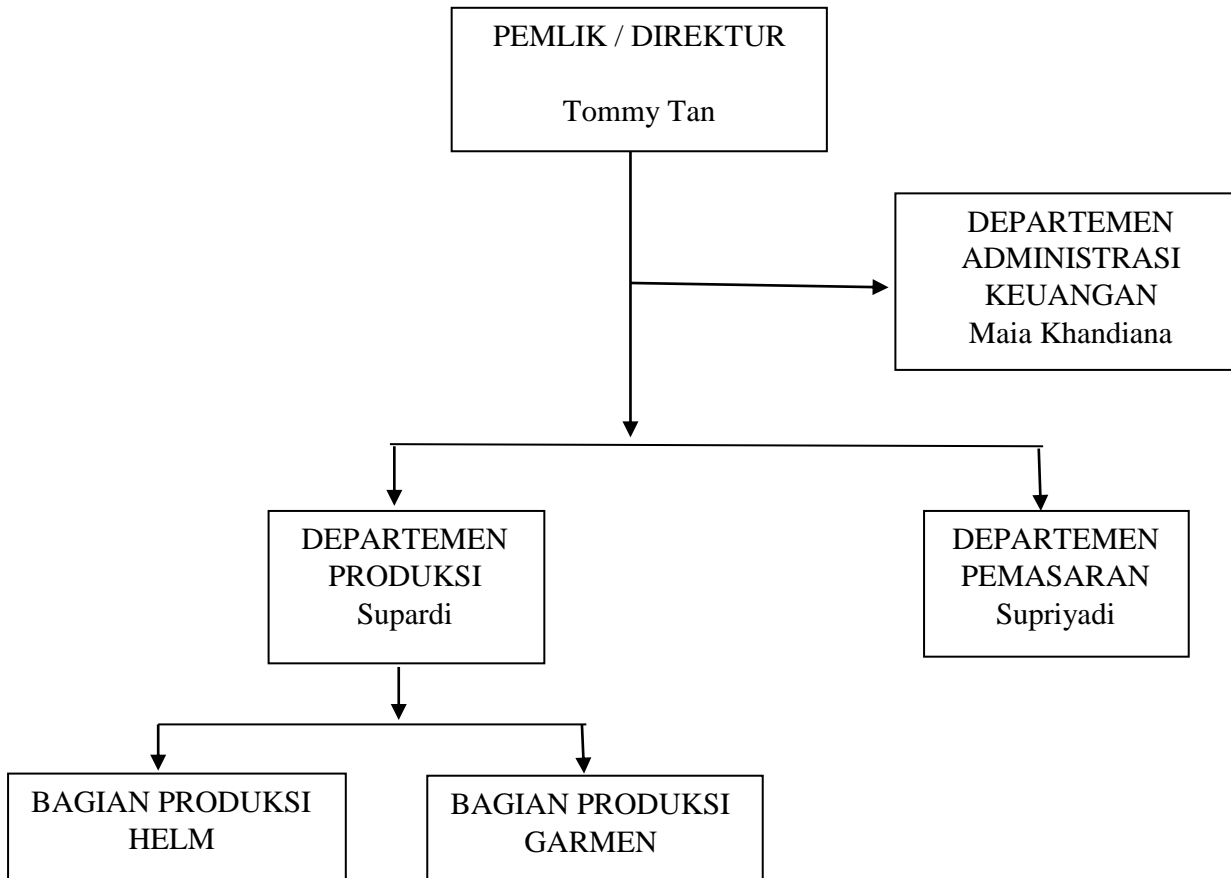 PEMLIK / DIREKTUR
Tommy Tan
DEPARTEMEN
ADMINISTRASI
KEUANGAN
Maia Khandiana
DEPARTEMEN
PRODUKSI
Supardi
DEPARTEMEN
PEMASARAN
Supriyadi
BAGIAN PRODUKSI
HELM
BAGIAN PRODUKSI
GARMEN